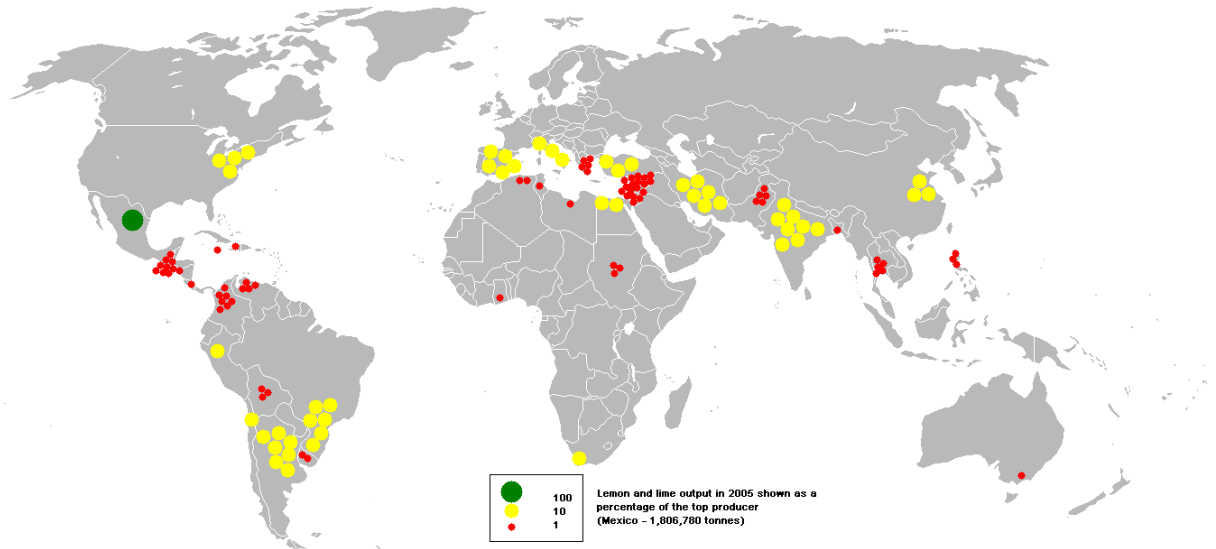 100
10
1
Lemon and lime output in 2005 shown as a
percentage of the top producer
(Mexico - 1,806,780 tonnes)